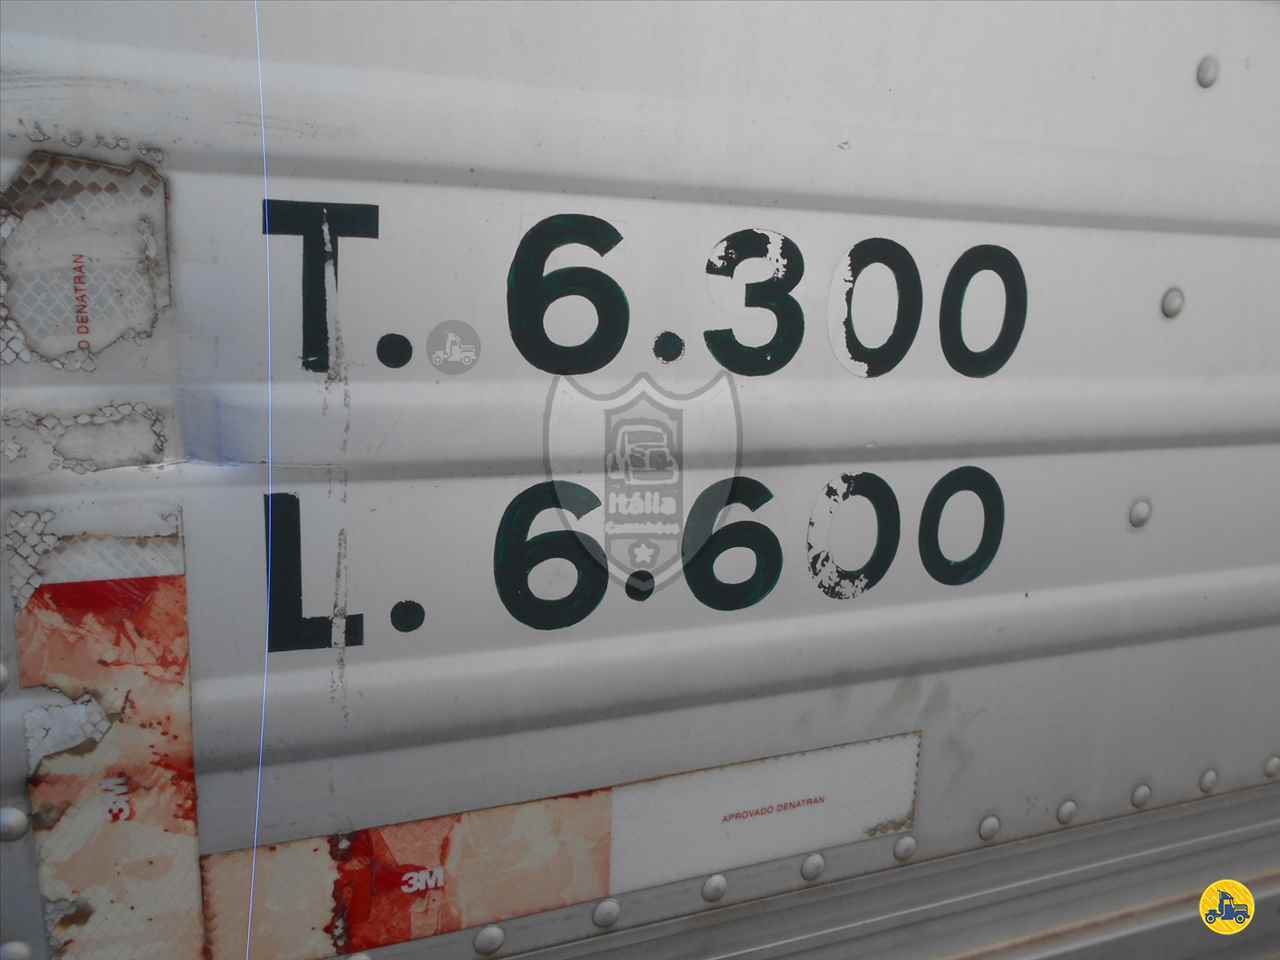 T. 6.300
L. 6.600
O DENATRAN
Itália
3M
3M
APROVADO DENATRAN